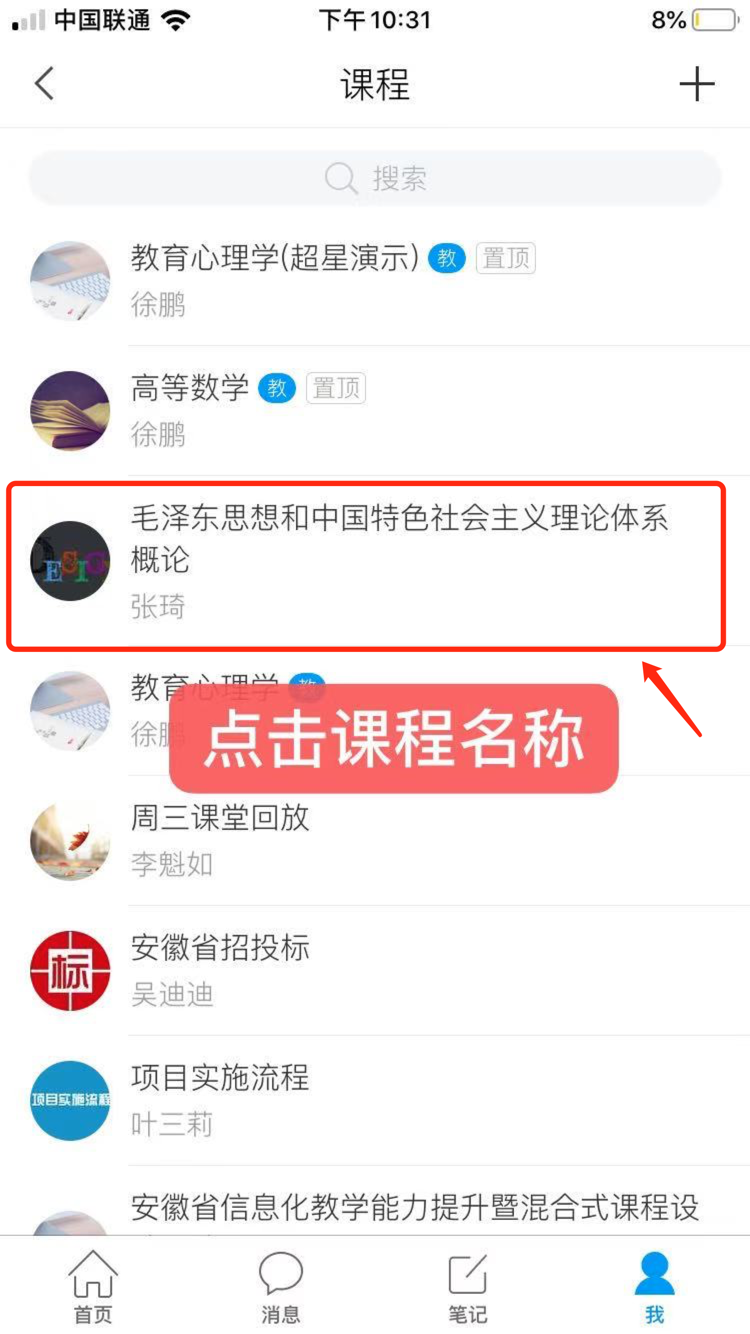 中国联通
下午10:31
8%
课程
搜索
教育心理学(超星演示) 教 置顶
徐鹏
高等数学 教 置顶
徐鹏
毛泽东思想和中国特色社会主义理论体系
概论
张琦
教育心理学 教
徐鹏
点击课程名称
周三课堂回放
李魁如
标
安徽省招投标
吴迪迪
项目实施流程
项目实施流程
叶三莉
安徽省信息化教学能力提升暨混合式课程设
首页
消息
笔记
我